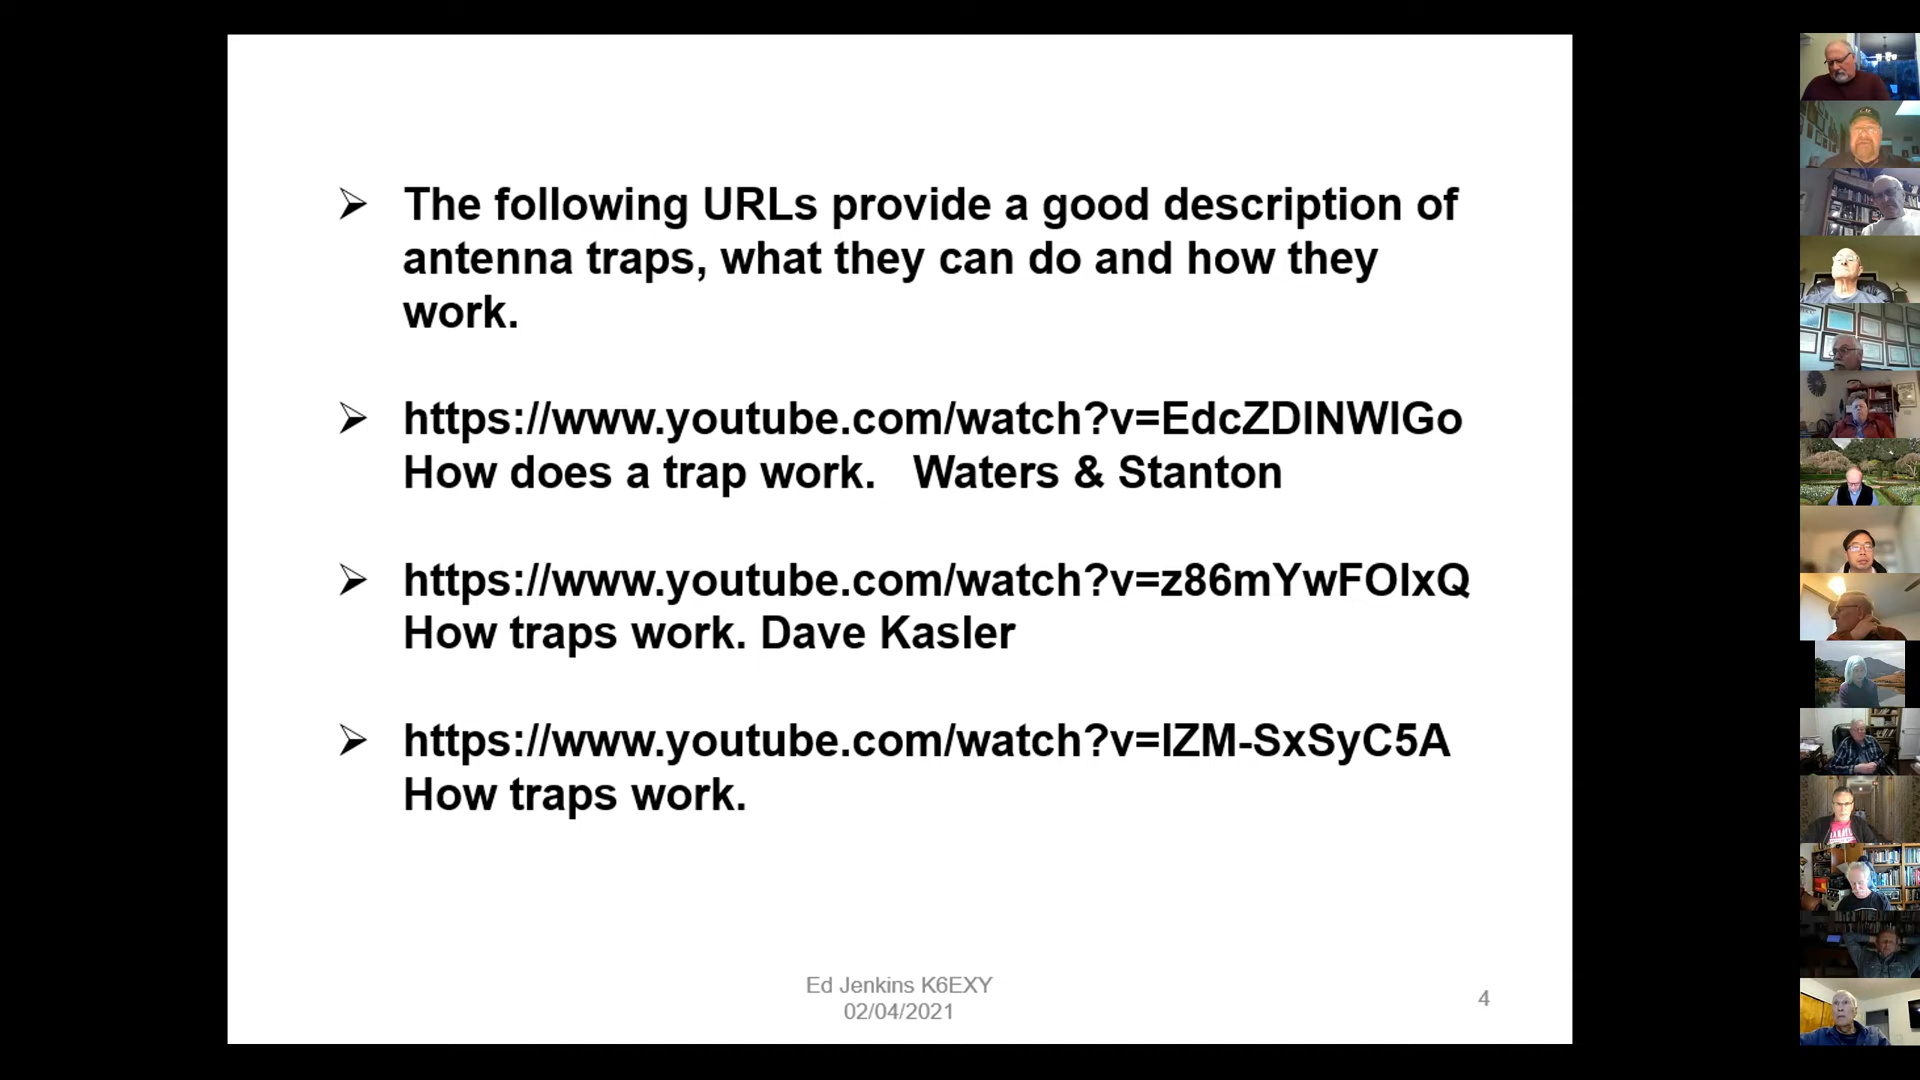 ➢ The following URLs provide a good description of
antenna traps, what they can do and how they
work.
➢ https://www.youtube.com/watch?v=EdcZDINWIGo
How does a trap work. Waters & Stanton
➢ https://www.youtube.com/watch?v=z86mYwFOIxQ
How traps work. Dave Kasler
➢ https://www.youtube.com/watch?v=IZM-SxSyC5A
How traps work.
Ed Jenkins K6EXY
02/04/2021
4